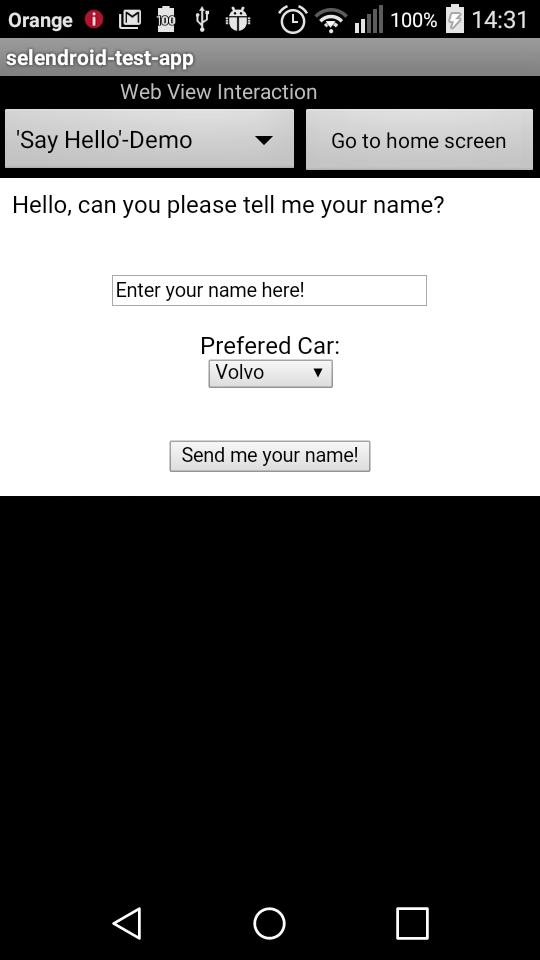 Orange 100 100% 14:31
selendroid-test-app
Web View Interaction
'Say Hello'-Demo Go to home screen
Hello, can you please tell me your name?
Enter your name here!
Prefered Car:
Volvo
Send me your name!